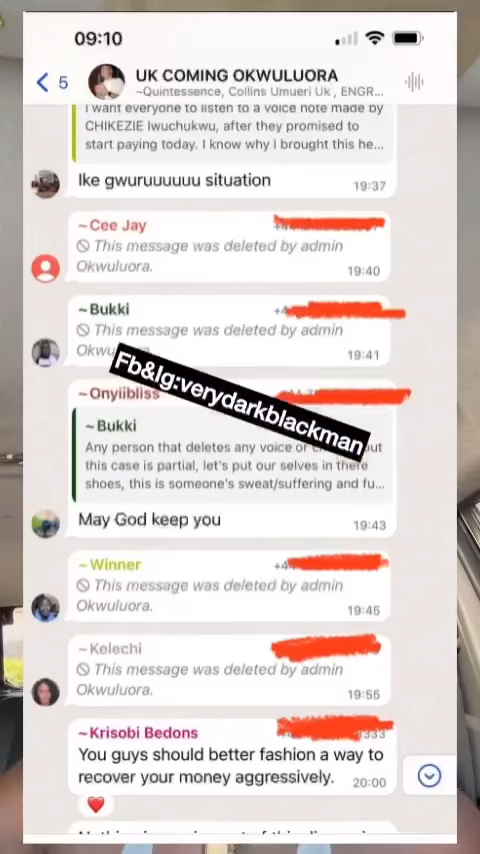 09:10
5
UK COMING OKWULUORA
~Quintessence, Collins Umueri Uk , ENGR...
I want everyone to listen to a voice note made by
CHIKEZIE Iwuchukwu, after they promised to
start paying today. I know why I brought this he...
Ike gwuruuuuuu situation
19:37
~Cee Jay
This message was deleted by admin
Okwuluora.
19:40
~Bukki
+4
This message was deleted by admin
Okwu
19:41
Fb&Ig:verydarkblackman
~Onyiibliss
~Bukki
Any person that deletes any voice or
this case is partial, let's put our selves in there
shoes, this is someone's sweat/suffering and fu...
May God keep you
19:43
~Winner
+4
This message was deleted by admin
Okwuluora.
19:45
~Kelechi
This message was deleted by admin
Okwuluora.
19:55
~Krisobi Bedons
333
You guys should better fashion a way to
recover your money aggressively.
20:00